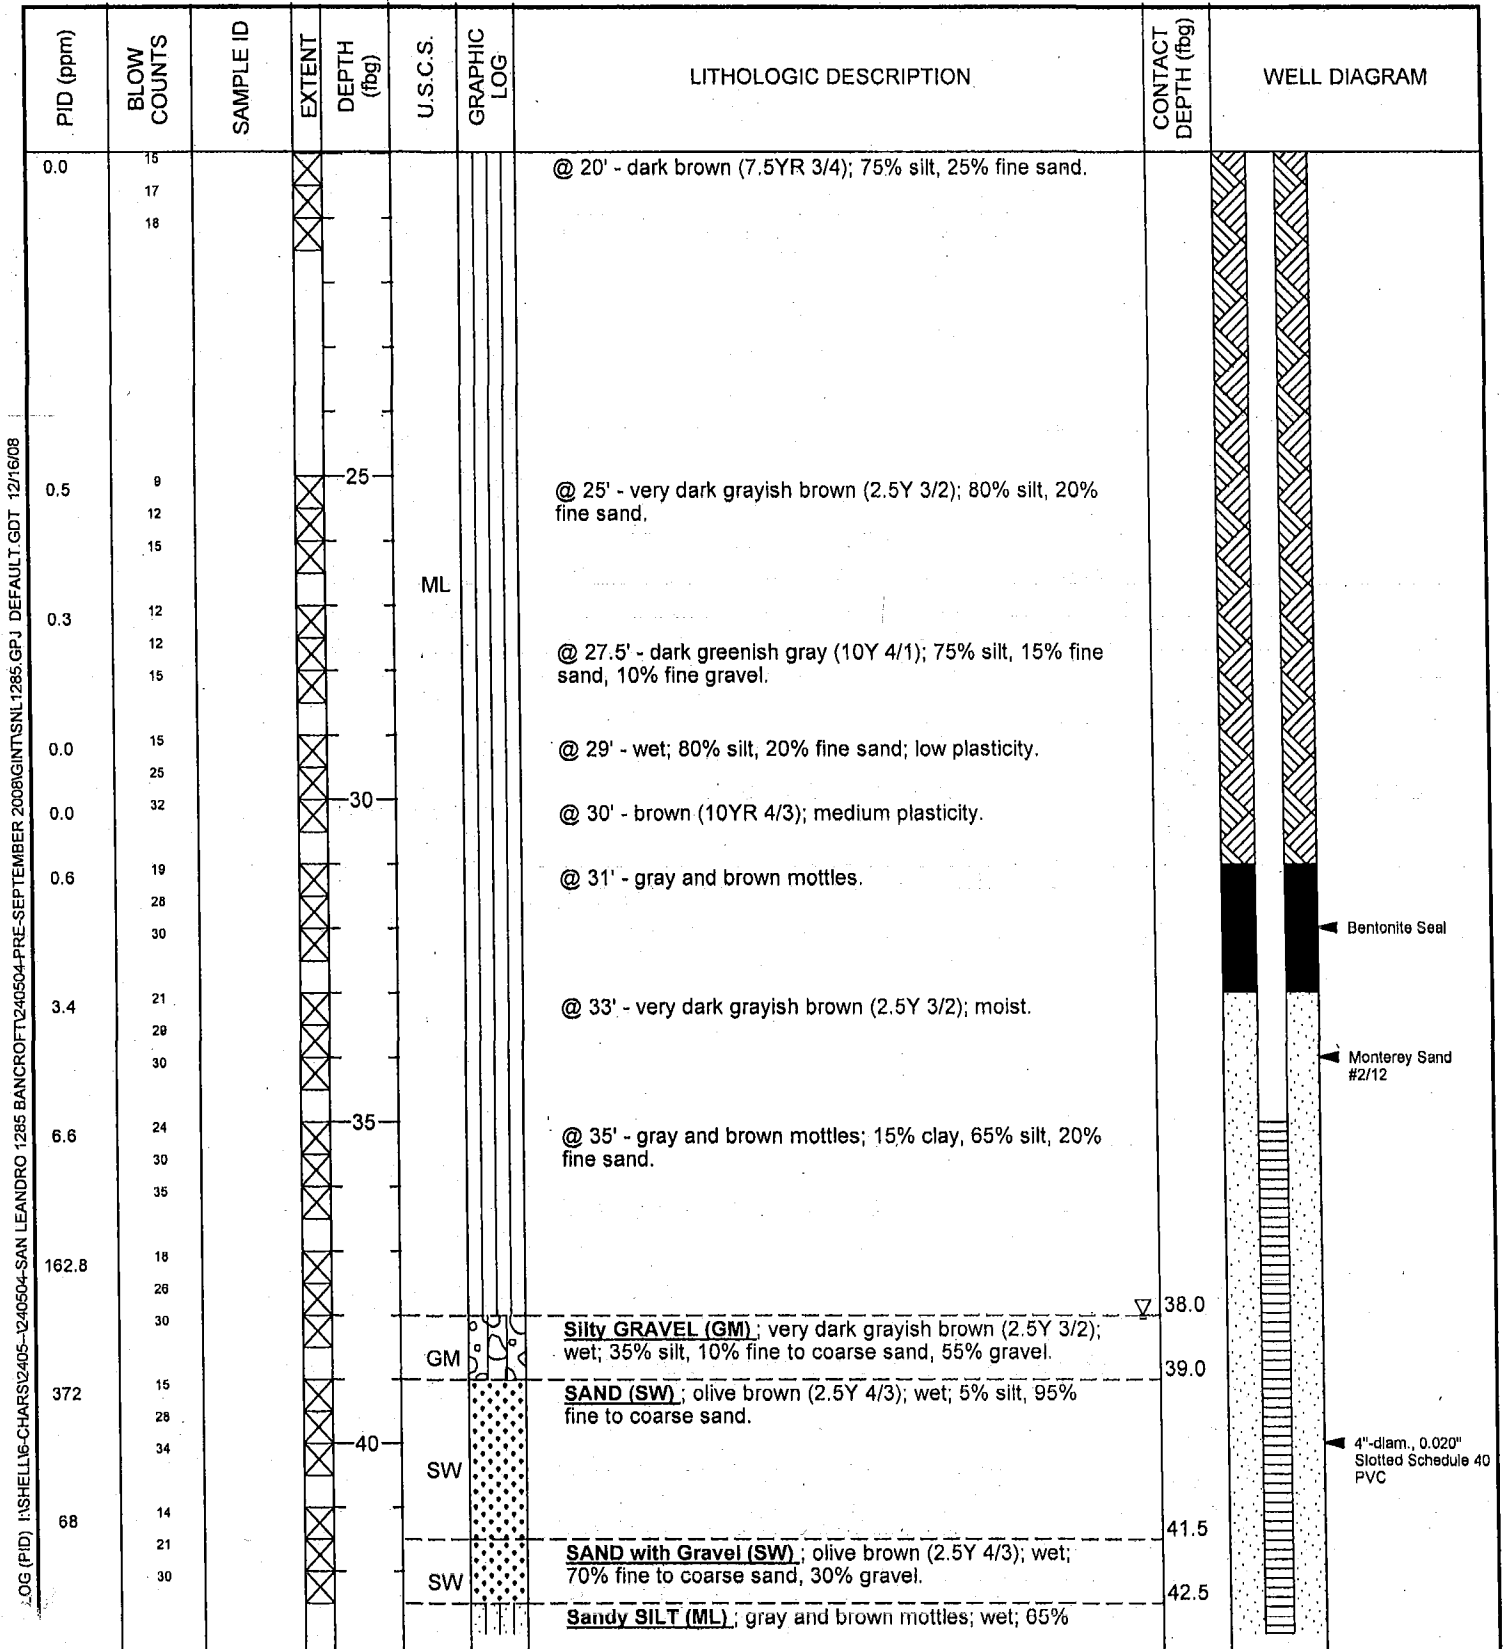 PID (ppm)
BLOW COUNTS
SAMPLE ID
EXTENT
DEPTH (fbg)
U.S.C.S.
GRAPHIC LOG
LITHOLOGIC DESCRIPTION
CONTACT DEPTH (fbg)
WELL DIAGRAM
0.0
15
@ 20' - dark brown (7.5YR 3/4); 75% silt, 25% fine sand.
17
18
25
0.5
9
@ 25' - very dark grayish brown (2.5Y 3/2); 80% silt, 20%
fine sand.
12
15
ML
0.3
12
12
@ 27.5' - dark greenish gray (10Y 4/1); 75% silt, 15% fine
sand, 10% fine gravel.
15
0.0
15
@ 29' - wet; 80% silt, 20% fine sand; low plasticity.
25
30
0.0
32
@ 30' - brown (10YR 4/3); medium plasticity.
0.6
19
@ 31' - gray and brown mottles.
28
30
Bentonite Seal
3.4
21
@ 33' - very dark grayish brown (2.5Y 3/2); moist.
29
30
Monterey Sand
#2/12
35
6.6
24
@ 35' - gray and brown mottles; 15% clay, 65% silt, 20%
fine sand.
30
35
162.8
18
26
38.0
30
Silty GRAVEL (GM) ; very dark grayish brown (2.5Y 3/2);
wet; 35% silt, 10% fine to coarse sand, 55% gravel.
GM
39.0
372
15
SAND (SW) ; olive brown (2.5Y 4/3); wet; 5% silt, 95%
fine to coarse sand.
28
34
40
SW
4"-diam., 0.020"
Slotted Schedule 40
PVC
68
14
41.5
21
SAND with Gravel (SW) ; olive brown (2.5Y 4/3); wet;
70% fine to coarse sand, 30% gravel.
30
SW
42.5
Sandy SILT (ML) ; gray and brown mottles; wet; 65%
LOG (PID) I:\SHELL\6-CHARS\2405--\240504-SAN LEANDRO 1285 BANCROFT\240504-PRE-SEPTEMBER 2008\GINT\SNL1285.GPJ DEFAULT.GDT 12/16/08